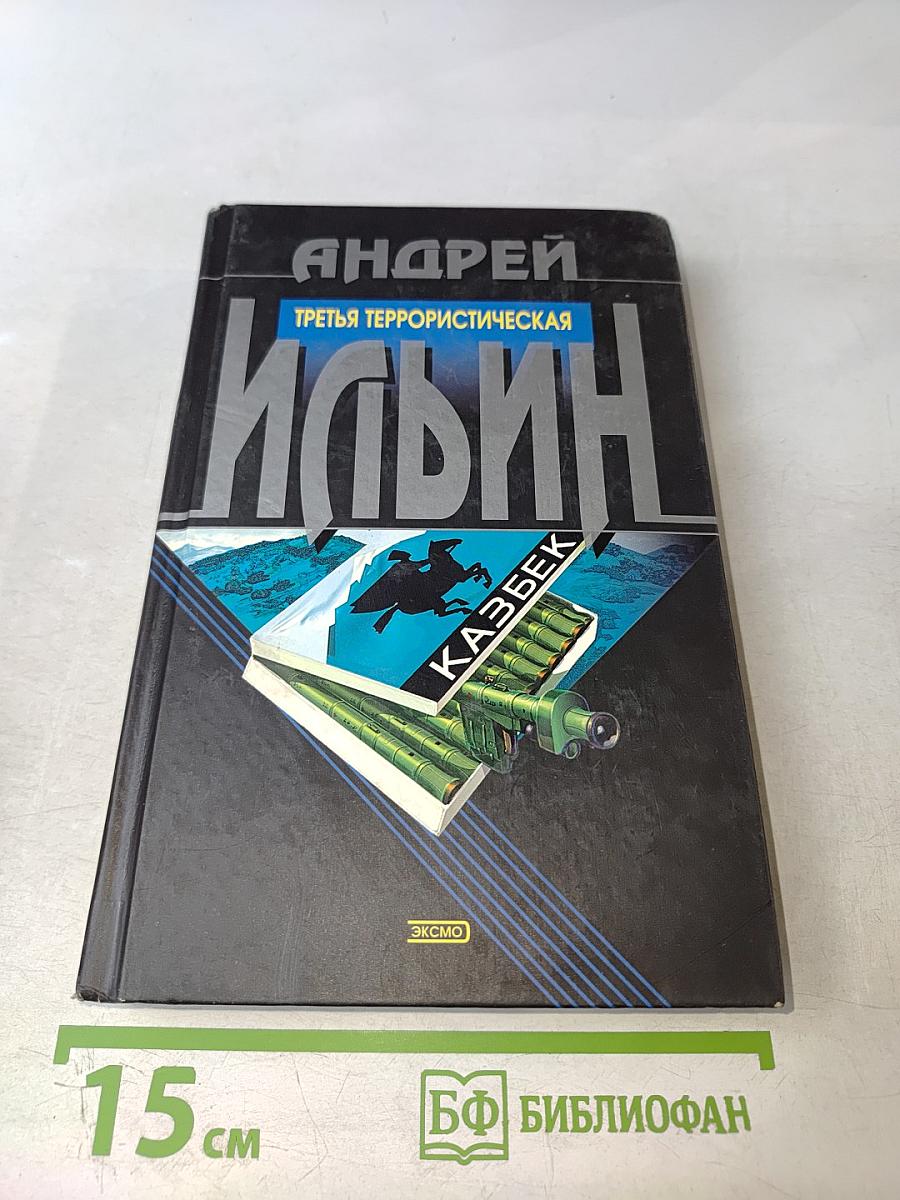 АНДРЕЙ
ТРЕТЬЯ ТЕРРОРИСТИЧЕСКАЯ
ИЛЬИН
КАЗБЕК
ЭКСМО
15 см
БФ БИБЛИОФАН